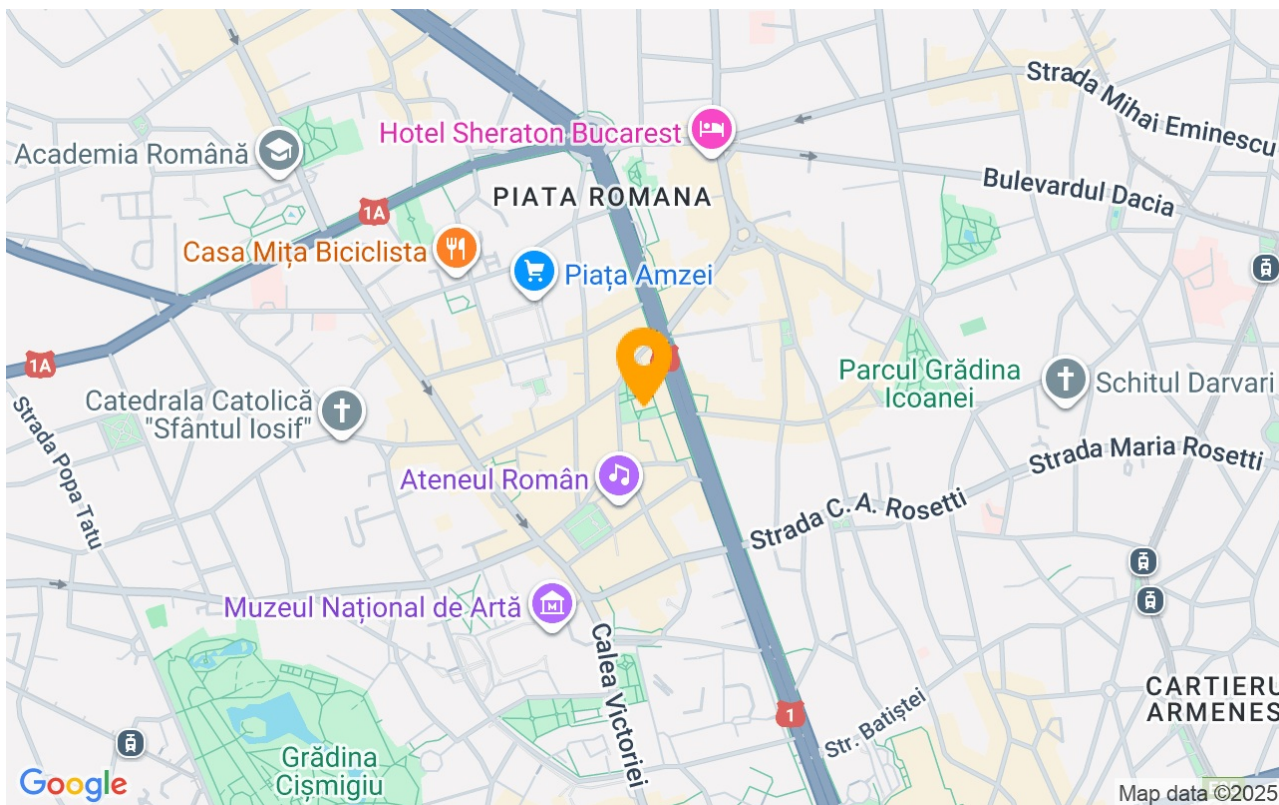 Strada Mihai Eminescu
Hotel Sheraton Bucarest
Academia Română
Bulevardul Dacia
PIATA ROMANA
1A
Casa Mița Biciclista
Piața Amzei
1A
Parcul Grădina
Icoanei
Schitul Darvari
Catedrala Catolică
"Sfântul Iosif"
Strada Popa Tatu
Strada Maria Rosetti
Ateneul Român
Strada C. A. Rosetti
Muzeul Național de Artă
M
Calea Victoriei
CARTIERU
ARMENES
1
Str. Batiștei
Grădina
Cișmigiu
Google
Map data ©2025